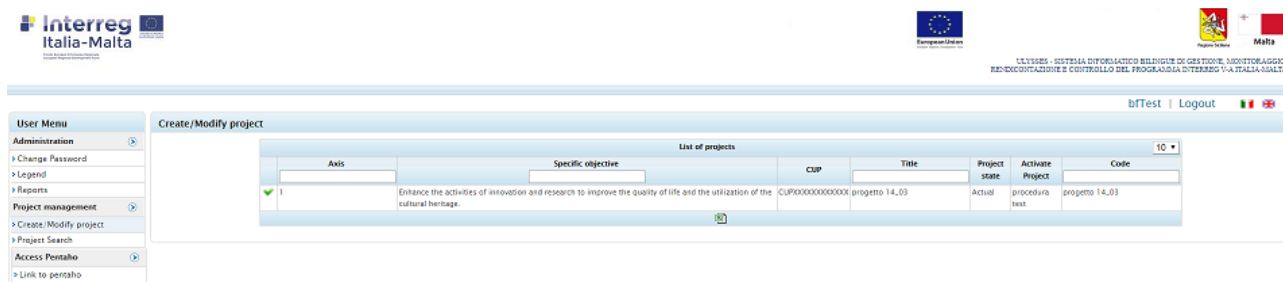 Interreg
Italia-Malta
European Union
Regione Siciliana
Malta
ULYSSES - SISTEMA INFORMATICO BILINGUE DI GESTIONE, MONITORAGGIO
RENDICONTAZIONE E CONTROLLO DEL PROGRAMMA INTERREG V-A ITALIA-MALTA
bfTest | Logout
User Menu
Create/Modify project
Administration
Change Password
Legend
Reports
Project management
Create/Modify project
Project Search
Access Pentaho
Link to pentaho
List of projects
10
Axis Specific objective CUP Title Project state Activate Project Code
1 Enhance the activities of innovation and research to improve the quality of life and the utilization of the cultural heritage. progetto 14_03 Actual procedura test progetto 14_03